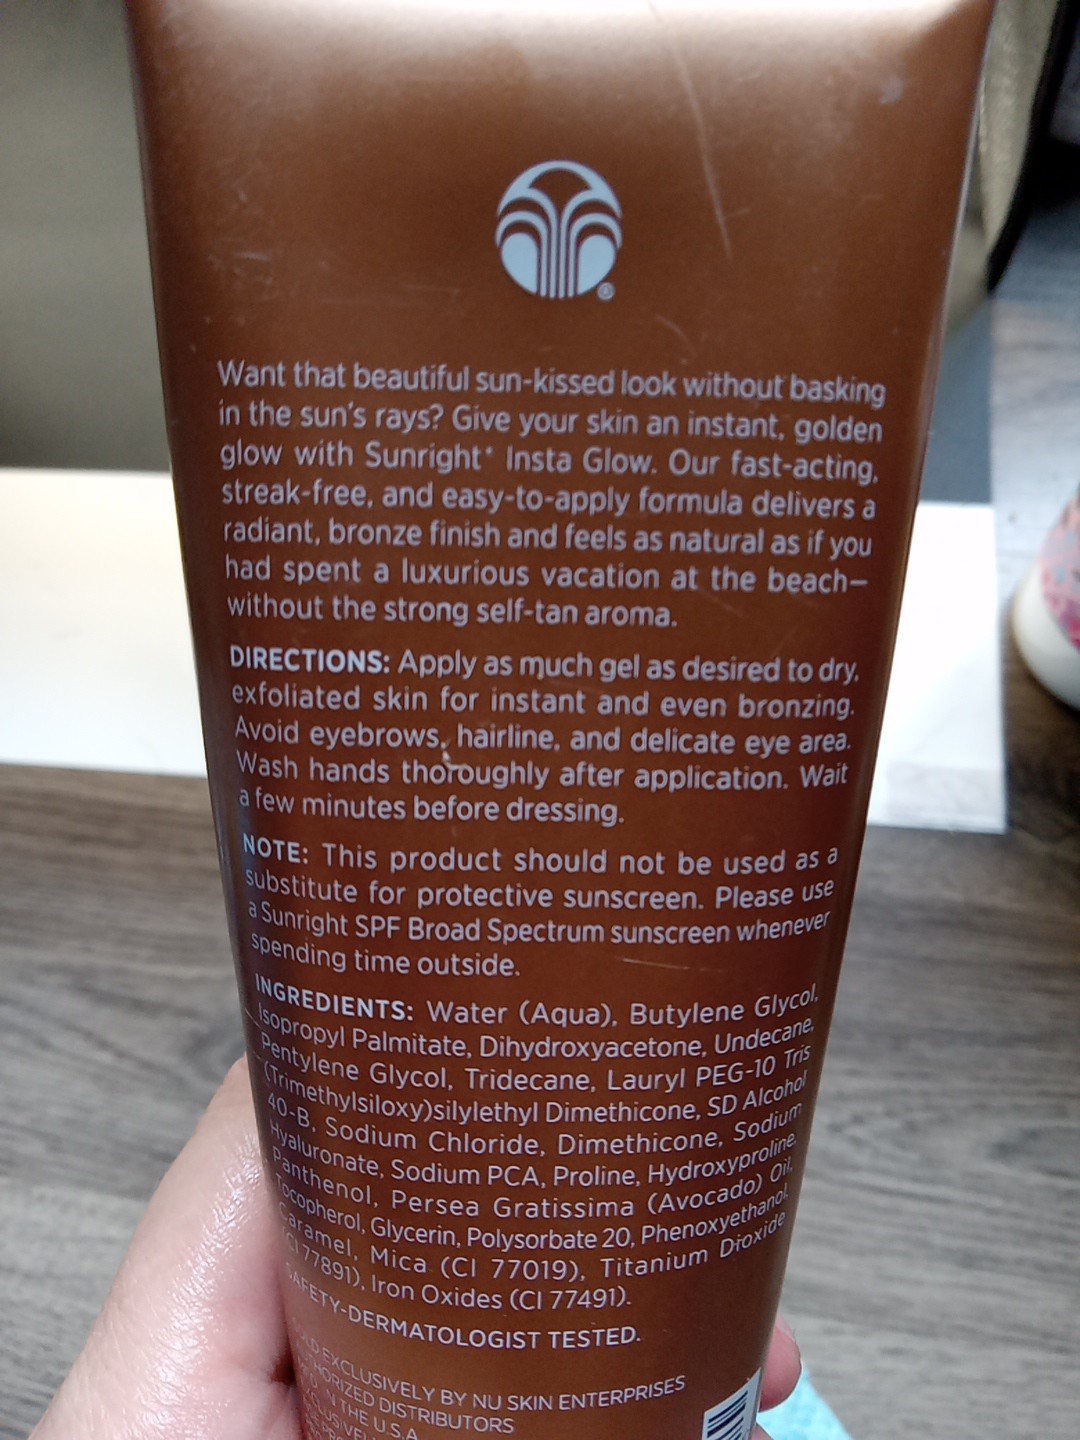 ®
Want that beautiful sun-kissed look without basking
in the sun's rays? Give your skin an instant, golden
glow with Sunright® Insta Glow. Our fast-acting,
streak-free, and easy-to-apply formula delivers a
radiant, bronze finish and feels as natural as if you
had spent a luxurious vacation at the beach—
without the strong self-tan aroma.
DIRECTIONS: Apply as much gel as desired to dry,
exfoliated skin for instant and even bronzing.
Avoid eyebrows, hairline, and delicate eye area.
Wash hands thoroughly after application. Wait
a few minutes before dressing.
NOTE: This product should not be used as a
substitute for protective sunscreen. Please use
a Sunright SPF Broad Spectrum sunscreen whenever
spending time outside.
INGREDIENTS: Water (Aqua), Butylene Glycol,
Isopropyl Palmitate, Dihydroxyacetone, Undecane,
Pentylene Glycol, Tridecane, Lauryl PEG-10 Tris
(Trimethylsiloxy)silylethyl Dimethicone, SD Alcohol
40-B, Sodium Chloride, Dimethicone, Sodium
Hyaluronate, Sodium PCA, Proline, Hydroxyproline,
Panthenol, Persea Gratissima (Avocado) Oil,
Tocopherol, Glycerin, Polysorbate 20, Phenoxyethanol,
Caramel, Mica (CI 77019), Titanium Dioxide
(CI 77891), Iron Oxides (CI 77491).
SAFETY-DERMATOLOGIST TESTED.
EXCLUSIVELY BY NU SKIN ENTERPRISES
DISTRIBUTORS
IN THE U.S.A